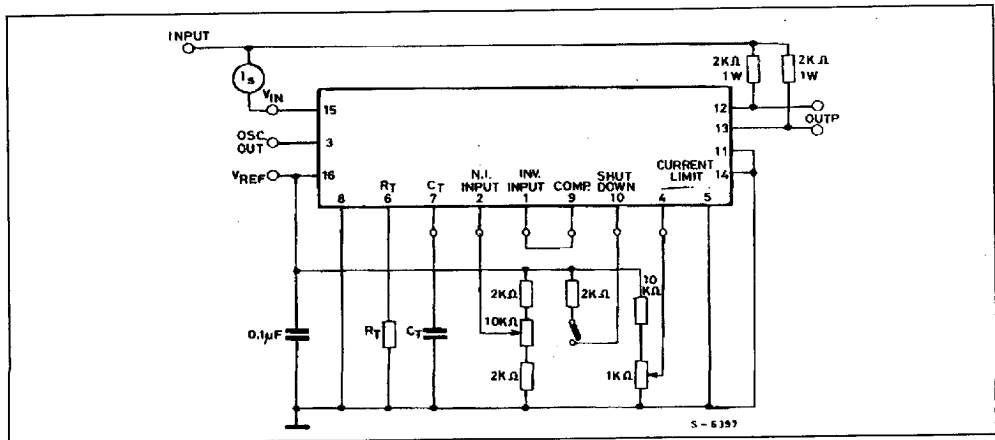 INPUT
Is
VIN
15
OSC
OUT
3
VREF
16
8
RT
6
CT
7
N.I.
INPUT
2
INV.
INPUT
1
COMP.
9
SHUT
DOWN
10
CURRENT
LIMIT
4
5
2KΩ
1W
2KΩ
1W
12
13
11
14
OUTP
0.1µF
RT
CT
2KΩ
10KΩ
2KΩ
2KΩ
10
KΩ
1KΩ
S-6397